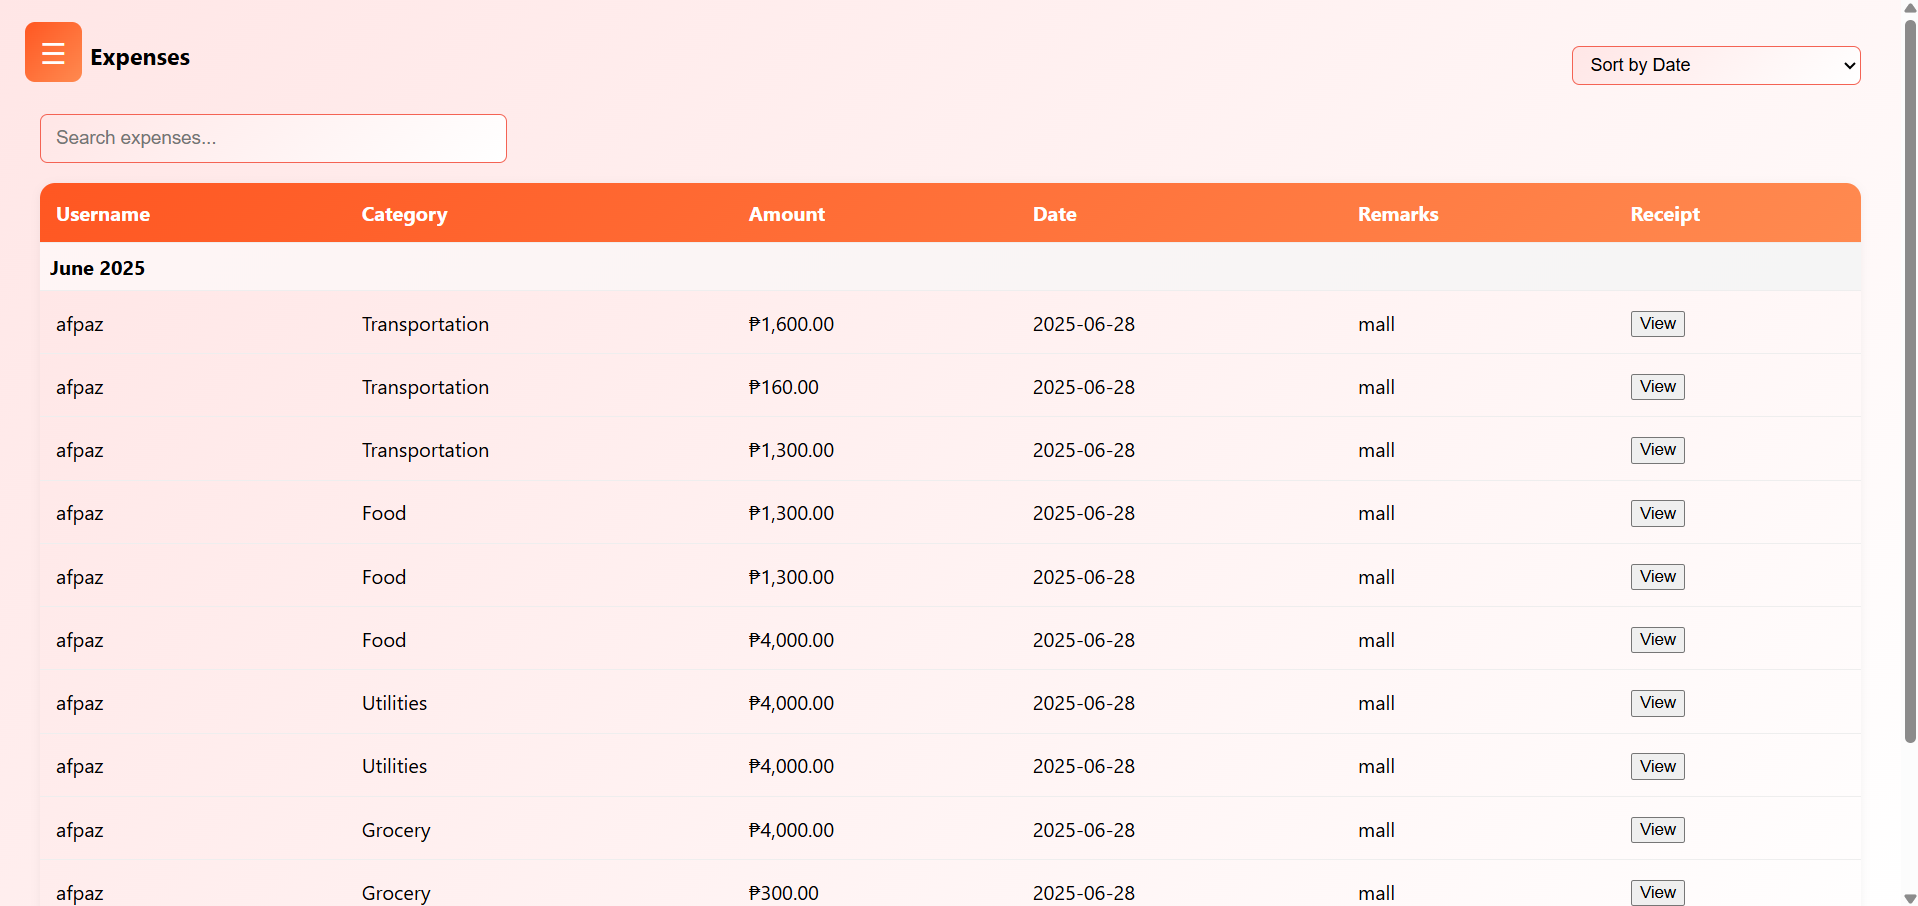 ☰ Expenses
Sort by Date
Search expenses...
Username Category Amount Date Remarks Receipt
June 2025
afpaz Transportation ₱1,600.00 2025-06-28 mall View
afpaz Transportation ₱160.00 2025-06-28 mall View
afpaz Transportation ₱1,300.00 2025-06-28 mall View
afpaz Food ₱1,300.00 2025-06-28 mall View
afpaz Food ₱1,300.00 2025-06-28 mall View
afpaz Food ₱4,000.00 2025-06-28 mall View
afpaz Utilities ₱4,000.00 2025-06-28 mall View
afpaz Utilities ₱4,000.00 2025-06-28 mall View
afpaz Grocery ₱4,000.00 2025-06-28 mall View
afpaz Grocery ₱300.00 2025-06-28 mall View